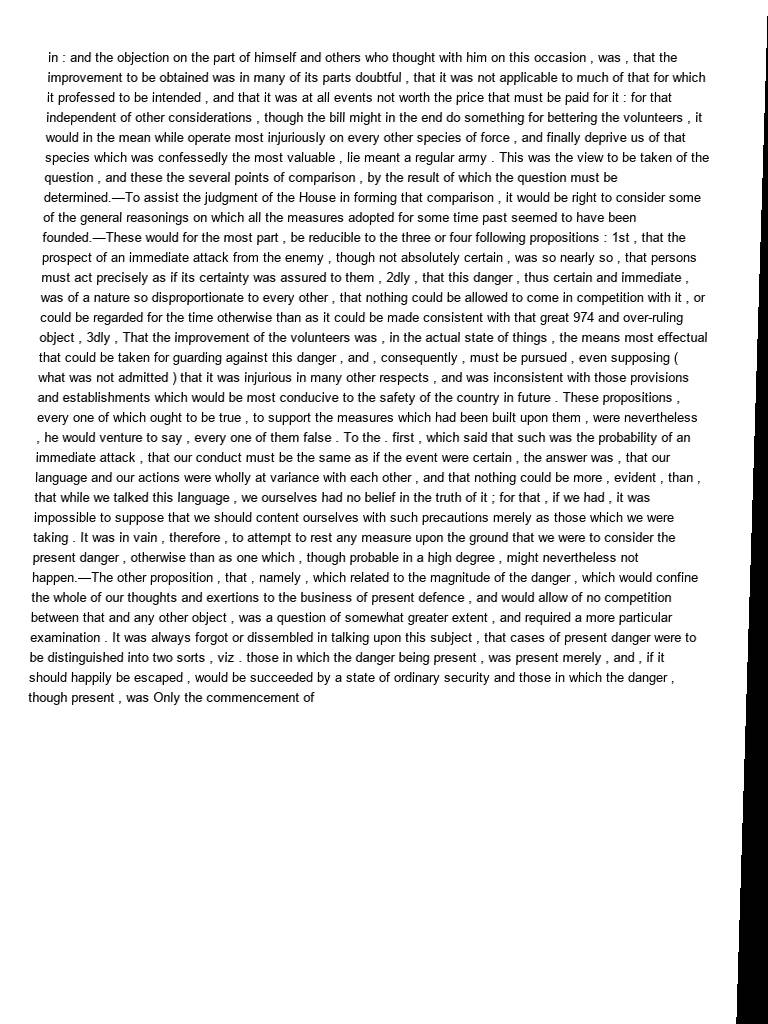 in : and the objection on the part of himself and others who thought with him on this occasion , was , that the
improvement to be obtained was in many of its parts doubtful , that it was not applicable to much of that for which
it professed to be intended , and that it was at all events not worth the price that must be paid for it : for that
independent of other considerations , though the bill might in the end do something for bettering the volunteers , it
would in the mean while operate most injuriously on every other species of force , and finally deprive us of that
species which was confessedly the most valuable , lie meant a regular army . This was the view to be taken of the
question , and these the several points of comparison , by the result of which the question must be
determined.—To assist the judgment of the House in forming that comparison , it would be right to consider some
of the general reasonings on which all the measures adopted for some time past seemed to have been
founded.—These would for the most part , be reducible to the three or four following propositions : 1st , that the
prospect of an immediate attack from the enemy , though not absolutely certain , was so nearly so , that persons
must act precisely as if its certainty was assured to them , 2dly , that this danger , thus certain and immediate ,
was of a nature so disproportionate to every other , that nothing could be allowed to come in competition with it , or
could be regarded for the time otherwise than as it could be made consistent with that great 974 and over-ruling
object , 3dly , That the improvement of the volunteers was , in the actual state of things , the means most effectual
that could be taken for guarding against this danger , and , consequently , must be pursued , even supposing (
what was not admitted ) that it was injurious in many other respects , and was inconsistent with those provisions
and establishments which would be most conducive to the safety of the country in future . These propositions ,
every one of which ought to be true , to support the measures which had been built upon them , were nevertheless
, he would venture to say , every one of them false . To the . first , which said that such was the probability of an
immediate attack , that our conduct must be the same as if the event were certain , the answer was , that our
language and our actions were wholly at variance with each other , and that nothing could be more , evident , than ,
that while we talked this language , we ourselves had no belief in the truth of it ; for that , if we had , it was
impossible to suppose that we should content ourselves with such precautions merely as those which we were
taking . It was in vain , therefore , to attempt to rest any measure upon the ground that we were to consider the
present danger , otherwise than as one which , though probable in a high degree , might nevertheless not
happen.—The other proposition , that , namely , which related to the magnitude of the danger , which would confine
the whole of our thoughts and exertions to the business of present defence , and would allow of no competition
between that and any other object , was a question of somewhat greater extent , and required a more particular
examination . It was always forgot or dissembled in talking upon this subject , that cases of present danger were to
be distinguished into two sorts , viz . those in which the danger being present , was present merely , and , if it
should happily be escaped , would be succeeded by a state of ordinary security and those in which the danger ,
though present , was Only the commencement of